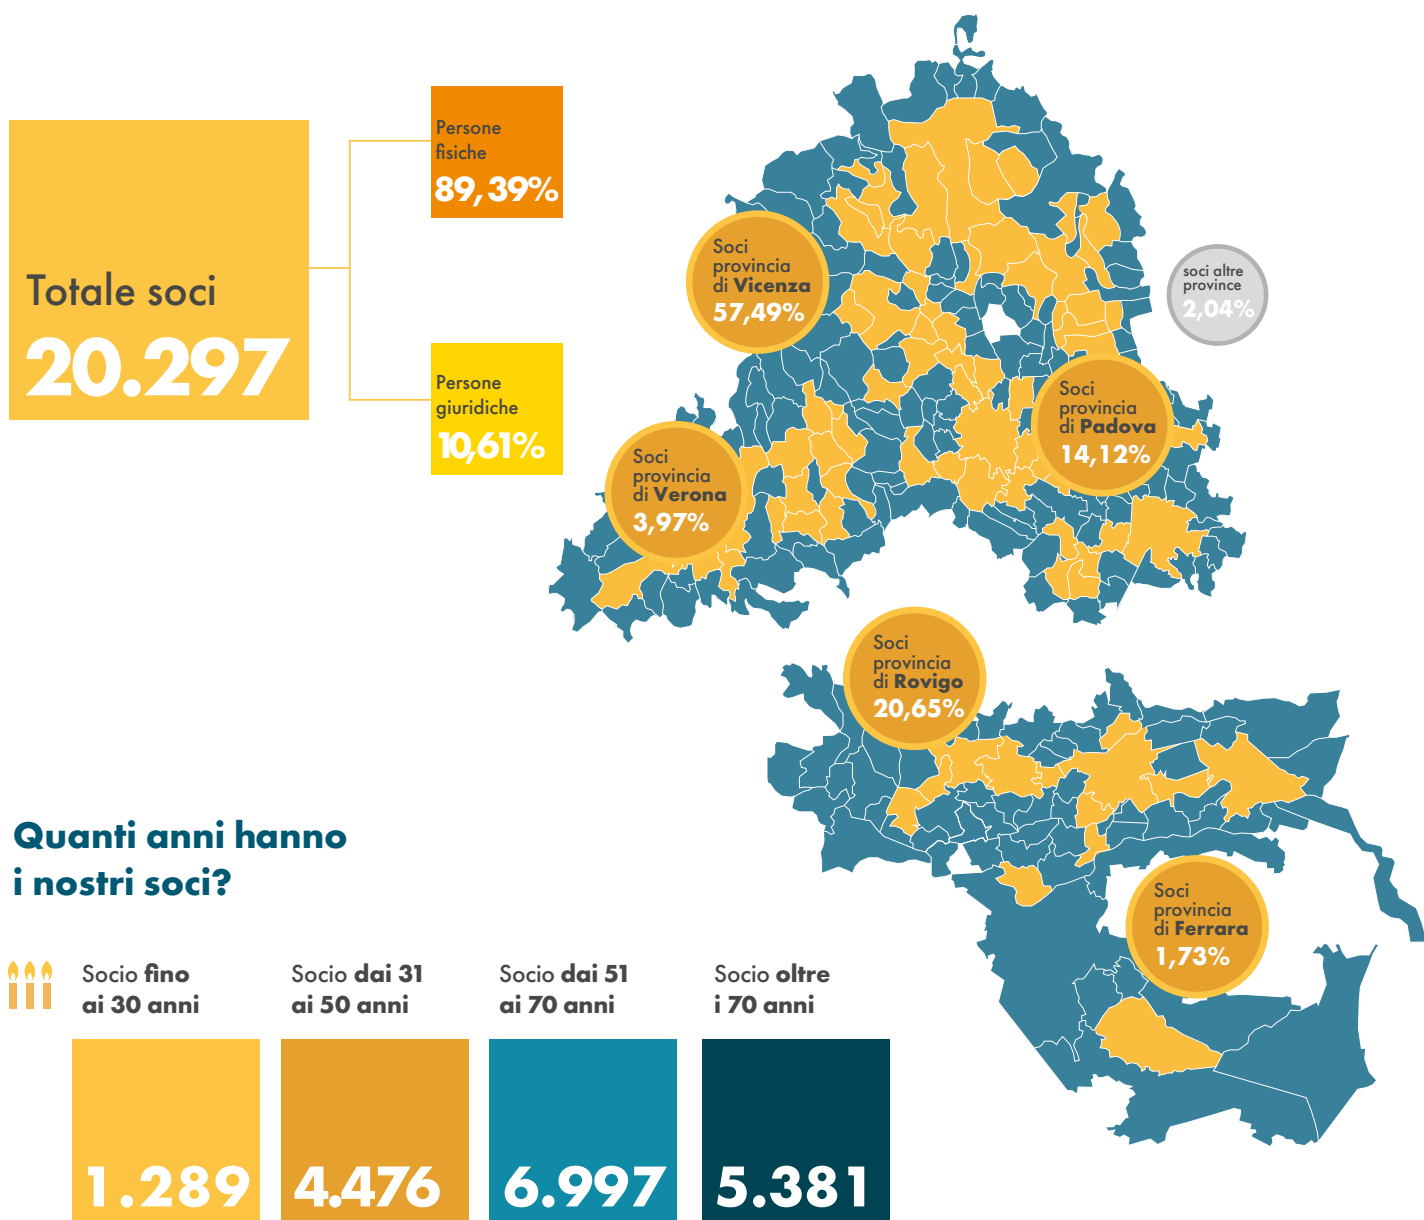 Totale soci
20.297
Persone
fisiche
89,39%
Persone
giuridiche
10,61%
Soci
provincia
di Vicenza
57,49%
soci altre
province
2,04%
Soci
provincia
di Padova
14,12%
Soci
provincia
di Verona
3,97%
Soci
provincia
di Rovigo
20,65%
Soci
provincia
di Ferrara
1,73%
Quanti anni hanno
i nostri soci?
Socio fino
ai 30 anni
1.289
Socio dai 31
ai 50 anni
4.476
Socio dai 51
ai 70 anni
6.997
Socio oltre
i 70 anni
5.381